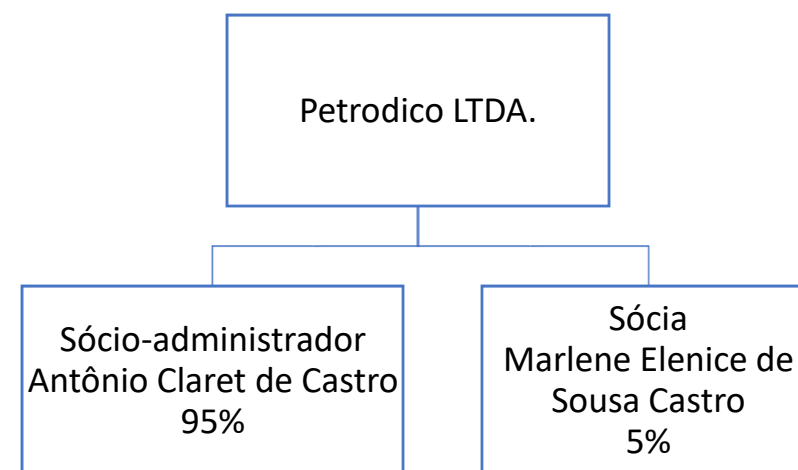 Petrodico LTDA.
Sócio-administrador
Antônio Claret de Castro
95%
Sócia
Marlene Elenice de
Sousa Castro
5%